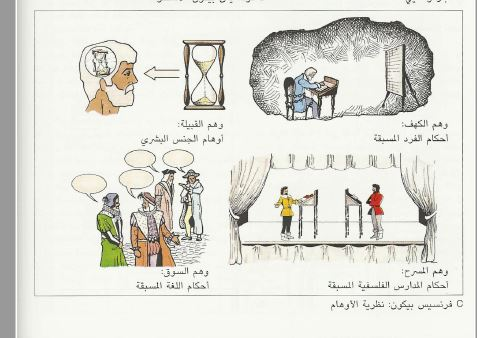 وهم الكهف:
أحكام الفرد المسبقة
وهم القبيلة:
أوهام الجنس البشري
وهم المسرح:
أحكام المدارس الفلسفية المسبقة
وهم السوق:
أحكام اللغة المسبقة
C فرنسيس بيكون: نظرية الأوهام